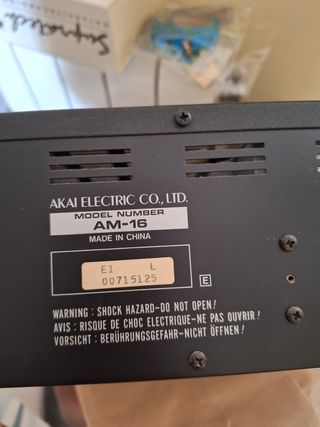 AKAI ELECTRIC CO., LTD.
MODEL NUMBER
AM-16
MADE IN CHINA
E1 L
00715125
E
WARNING : SHOCK HAZARD-DO NOT OPEN!
AVIS : RISQUE DE CHOC ELECTRIQUE-NE PAS OUVRIR!
VORSICHT : BERÜHRUNGSGEFAHR-NICHT ÖFFNEN!